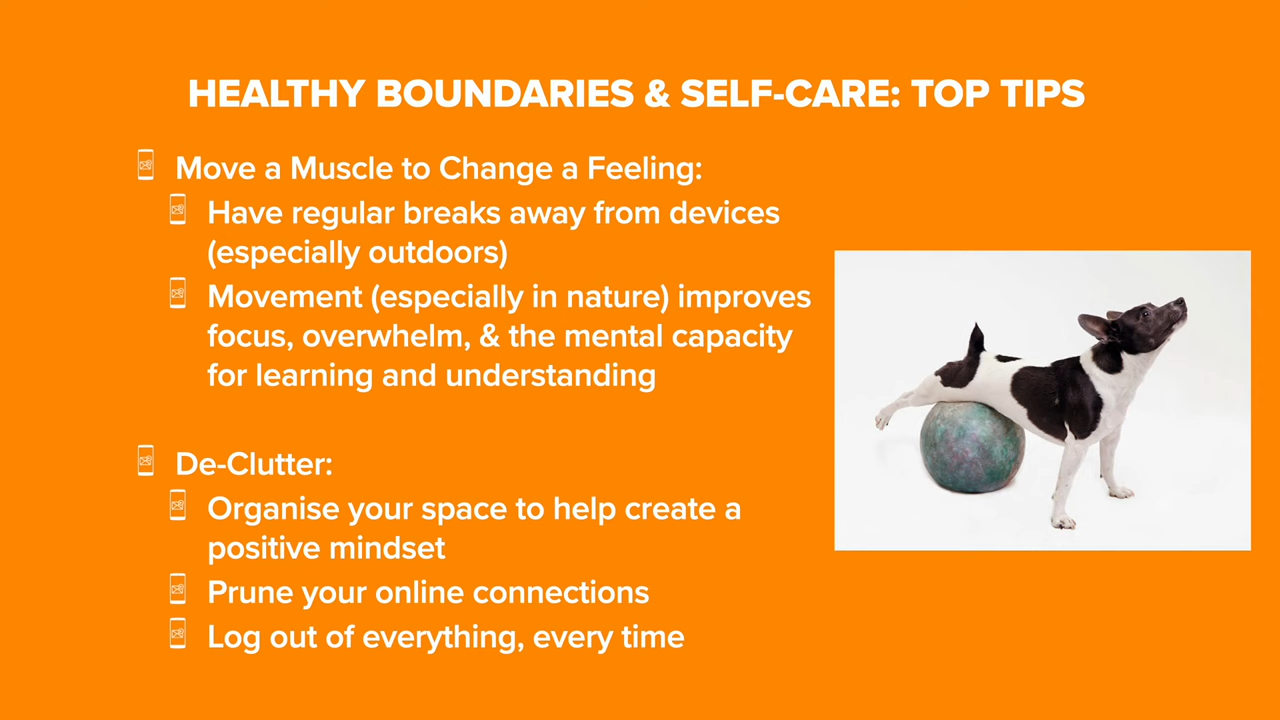 HEALTHY BOUNDARIES & SELF-CARE: TOP TIPS
Move a Muscle to Change a Feeling:
Have regular breaks away from devices
(especially outdoors)
Movement (especially in nature) improves
focus, overwhelm, & the mental capacity
for learning and understanding
De-Clutter:
Organise your space to help create a
positive mindset
Prune your online connections
Log out of everything, every time